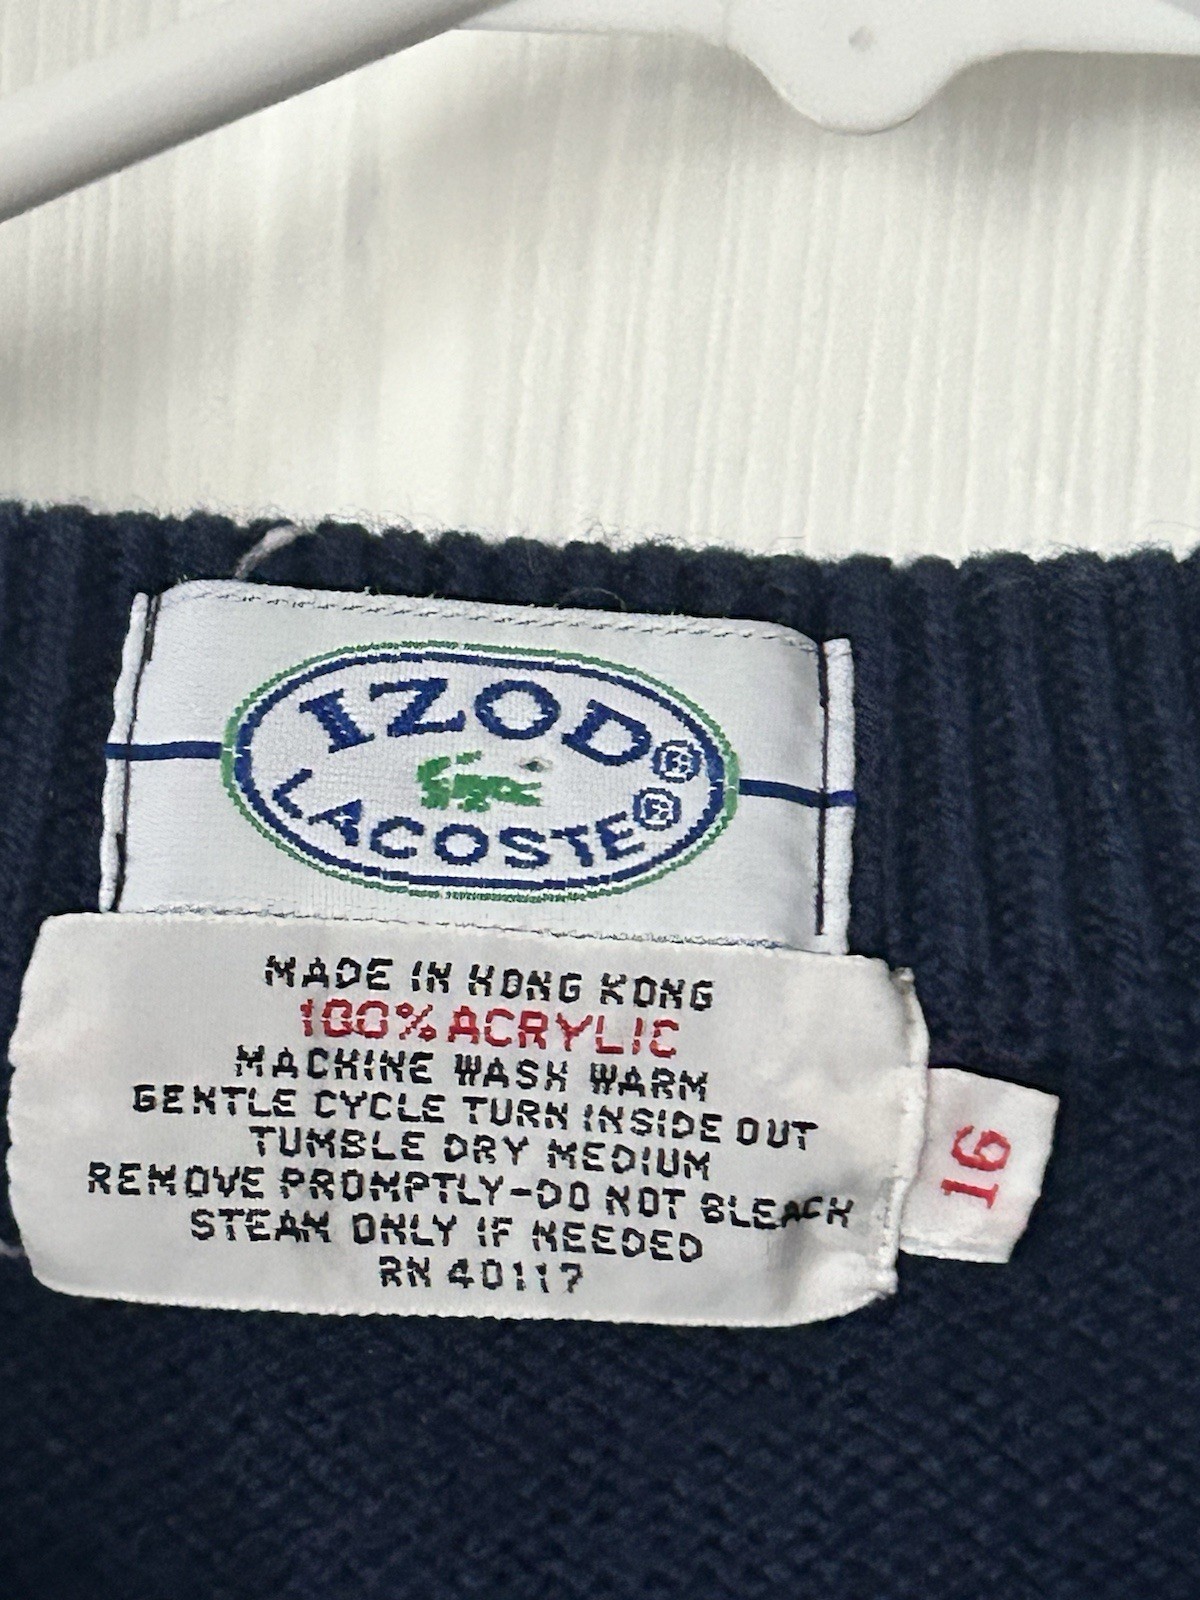 IZOD®
LACOSTE®
MADE IN HONG KONG
100% ACRYLIC
MACHINE WASH WARM
GENTLE CYCLE TURN INSIDE OUT
TUMBLE DRY MEDIUM
REMOVE PROMPTLY-DO NOT BLEACH
STEAM ONLY IF NEEDED
RN 40117
16